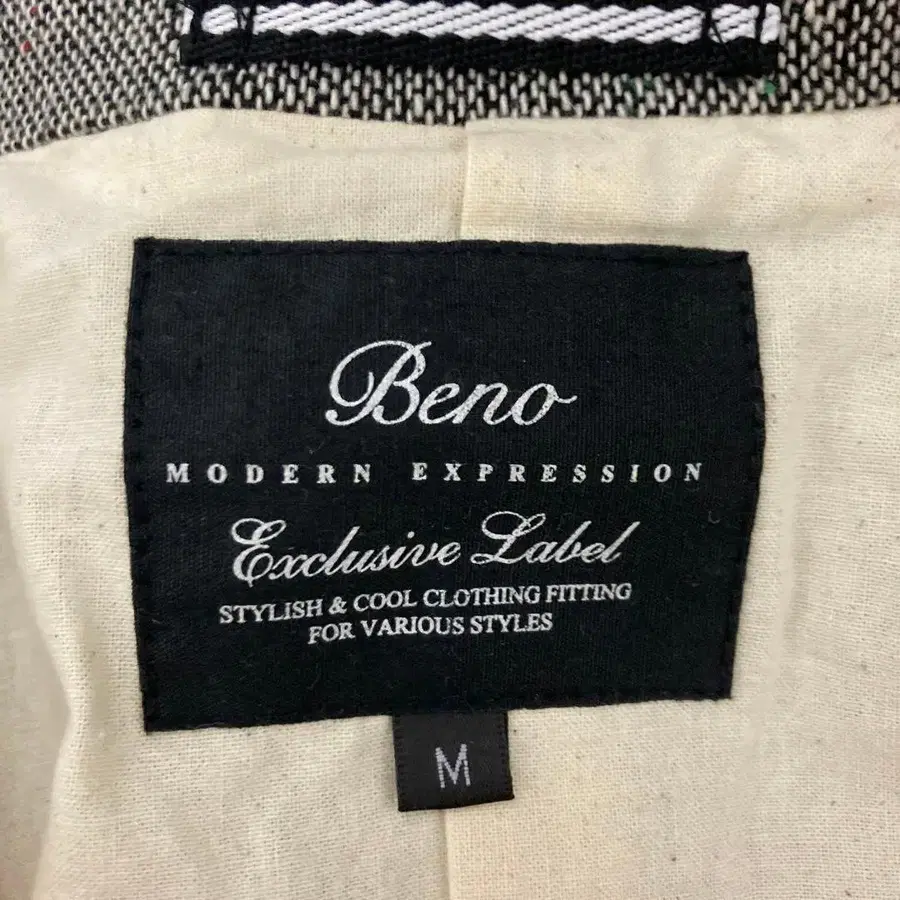 Beno
MODERN EXPRESSION
Exclusive Label
STYLISH & COOL CLOTHING FITTING
FOR VARIOUS STYLES
M